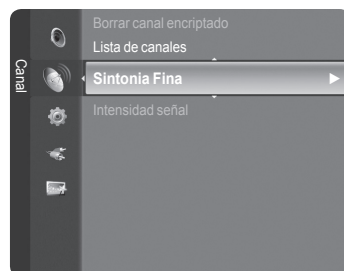 Canal
Borrar canal encriptado
Lista de canales
Sintonia Fina
Intensidad señal